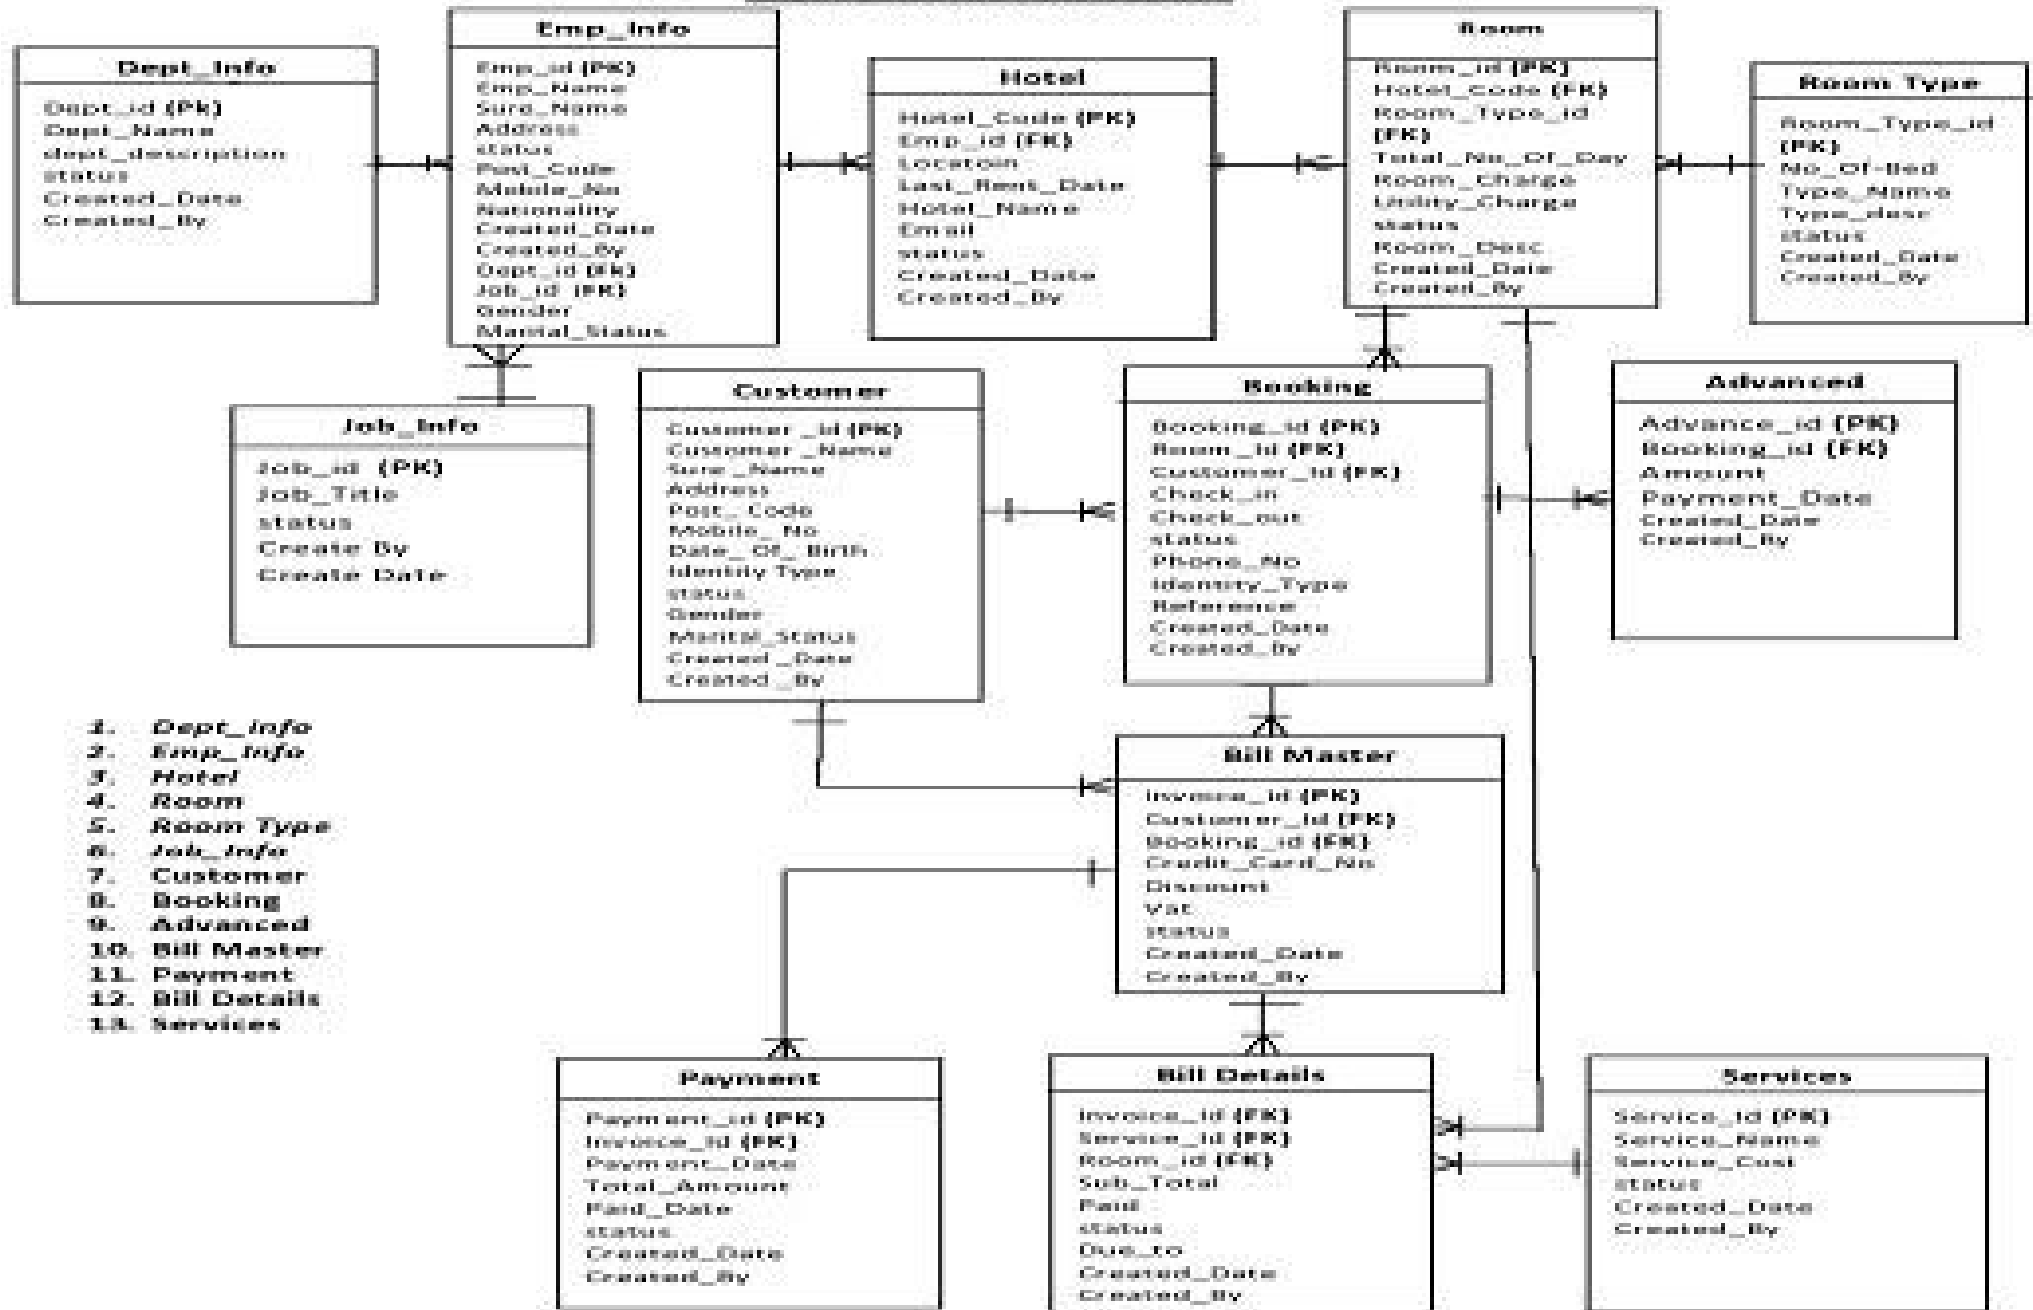 Dept_Info
Dept_id (Pk)
Dept_Name
dept_description
status
Created_Date
Created_By
Emp_Info
Emp_id (PK)
Emp_Name
Sure_Name
Address
status
Post_Code
Mobile_No
Nationality
Created_Date
Created_By
Dept_id (Fk)
Job_id (FK)
Gender
Marital_Status
Hotel
Hotel_Code (PK)
Emp_id (FK)
Locatoin
Last_Rent_Date
Hotel_Name
Email
status
Created_Date
Created_By
Room
Room_id (PK)
Hotel_Code (FK)
Room_Type_id
(FK)
Total_No_Of_Day
Room_Charge
Utility_Charge
status
Room_Desc
Created_Date
Created_By
Room Type
Room_Type_id
(PK)
No_Of-Bed
Type_Name
Type_desc
status
Created_Date
Created_By
Job_Info
Job_id (PK)
Job_Title
status
Create By
Create Date
Customer
Customer _id (PK)
Customer _Name
Sure _Name
Address
Post_ Code
Mobile_ No
Date_ Of_ Birth
Identity Type
status
Gender
Marital_Status
Created _Date
Created _By
Booking
Booking_id (PK)
Room _Id (FK)
Customer_Id (FK)
Check_in
Check_out
status
Phone_No
Identity_Type
Reference
Created_Date
Created_By
Advanced
Advance_id (PK)
Booking_id (FK)
Amount
Payment_Date
Created_Date
Created_By
1. Dept_Info
2. Emp_Info
3. Hotel
4. Room
5. Room Type
6. Job_Info
7. Customer
8. Booking
9. Advanced
10. Bill Master
11. Payment
12. Bill Details
13. Services
Bill Master
Invoice_id (PK)
Customer_Id (FK)
Booking_id (FK)
Credit_Card_No
Discount
Vat
status
Created_Date
Created_By
Payment
Payment_id (PK)
Invoice_Id (FK)
Payment_Date
Total_Amount
Paid_Date
status
Created_Date
Created_By
Bill Details
Invoice_id (FK)
Service_id (FK)
Room_id (FK)
Sub_Total
Paid
status
Due_to
Created_Date
Created_By
Services
Service_id (PK)
Service_Name
Service_Cost
status
Created_Date
Created_By